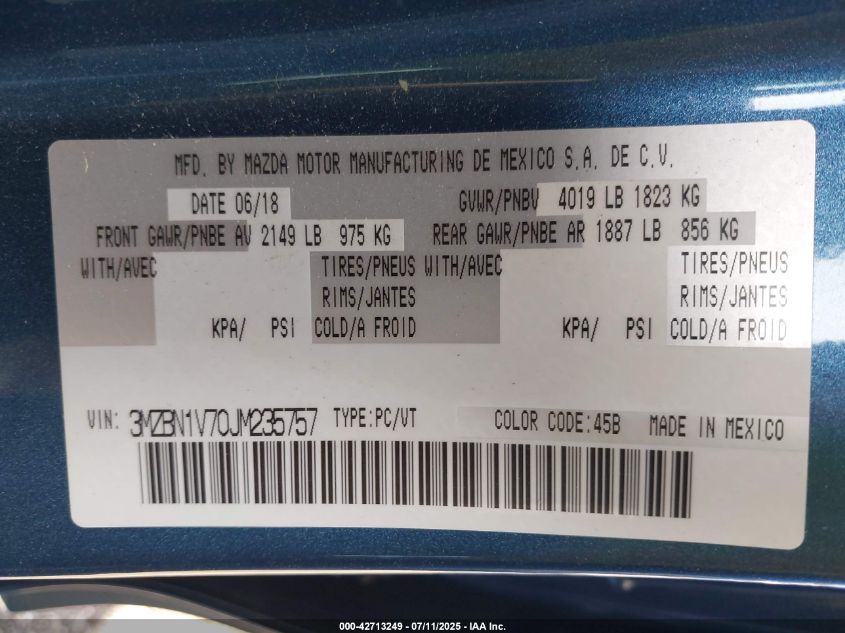 MFD. BY MAZDA MOTOR MANUFACTURING DE MEXICO S.A. DE C.V.
DATE 06/18 GVWR/PNBV 4019 LB 1823 KG
FRONT GAWR/PNBE AV 2149 LB 975 KG REAR GAWR/PNBE AR 1887 LB 856 KG
WITH/AVEC TIRES/PNEUS WITH/AVEC TIRES/PNEUS
RIMS/JANTES RIMS/JANTES
KPA/ PSI COLD/A FROID KPA/ PSI COLD/A FROID
VIN: 3MZBN1V70JM235757 TYPE:PC/VT COLOR CODE:45B MADE IN MEXICO
000-42713249 - 07/11/2025 - IAA Inc.